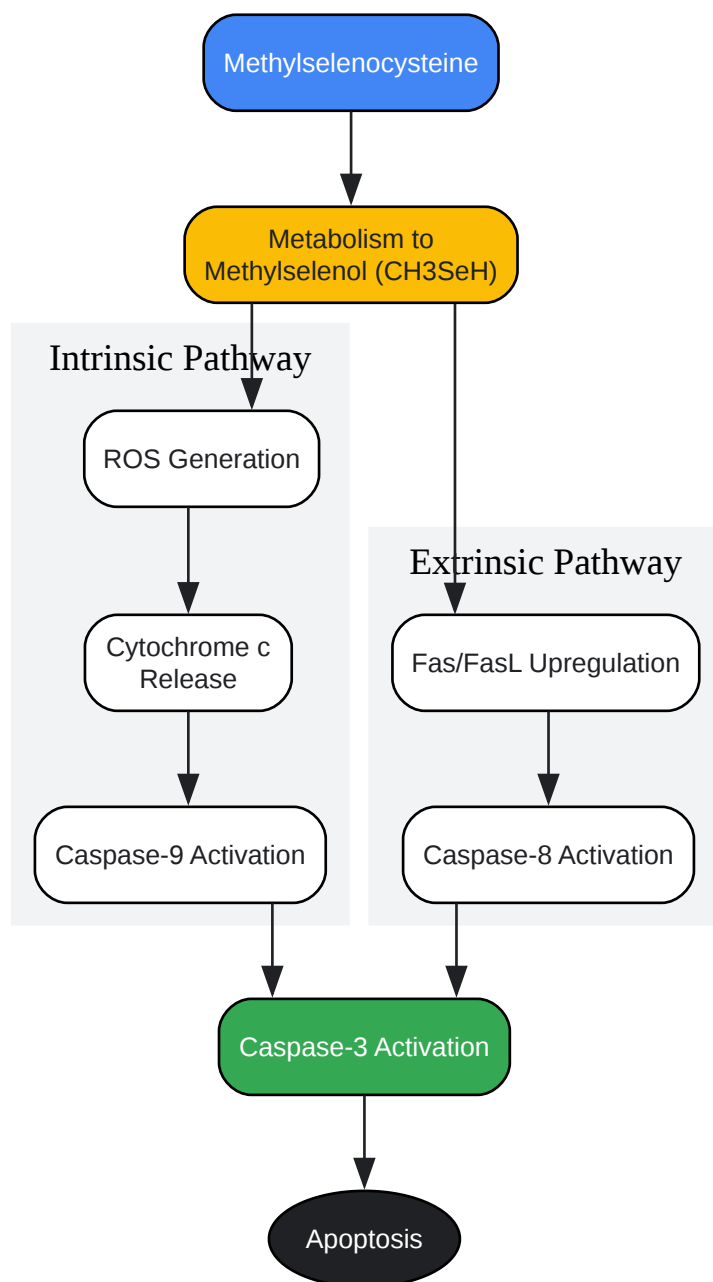 Methylselenocysteine
Metabolism to
Methylselenol (CH3SeH)
Intrinsic Pathway
ROS Generation
Cytochrome c
Release
Caspase-9 Activation
Extrinsic Pathway
Fas/FasL Upregulation
Caspase-8 Activation
Caspase-3 Activation
Apoptosis